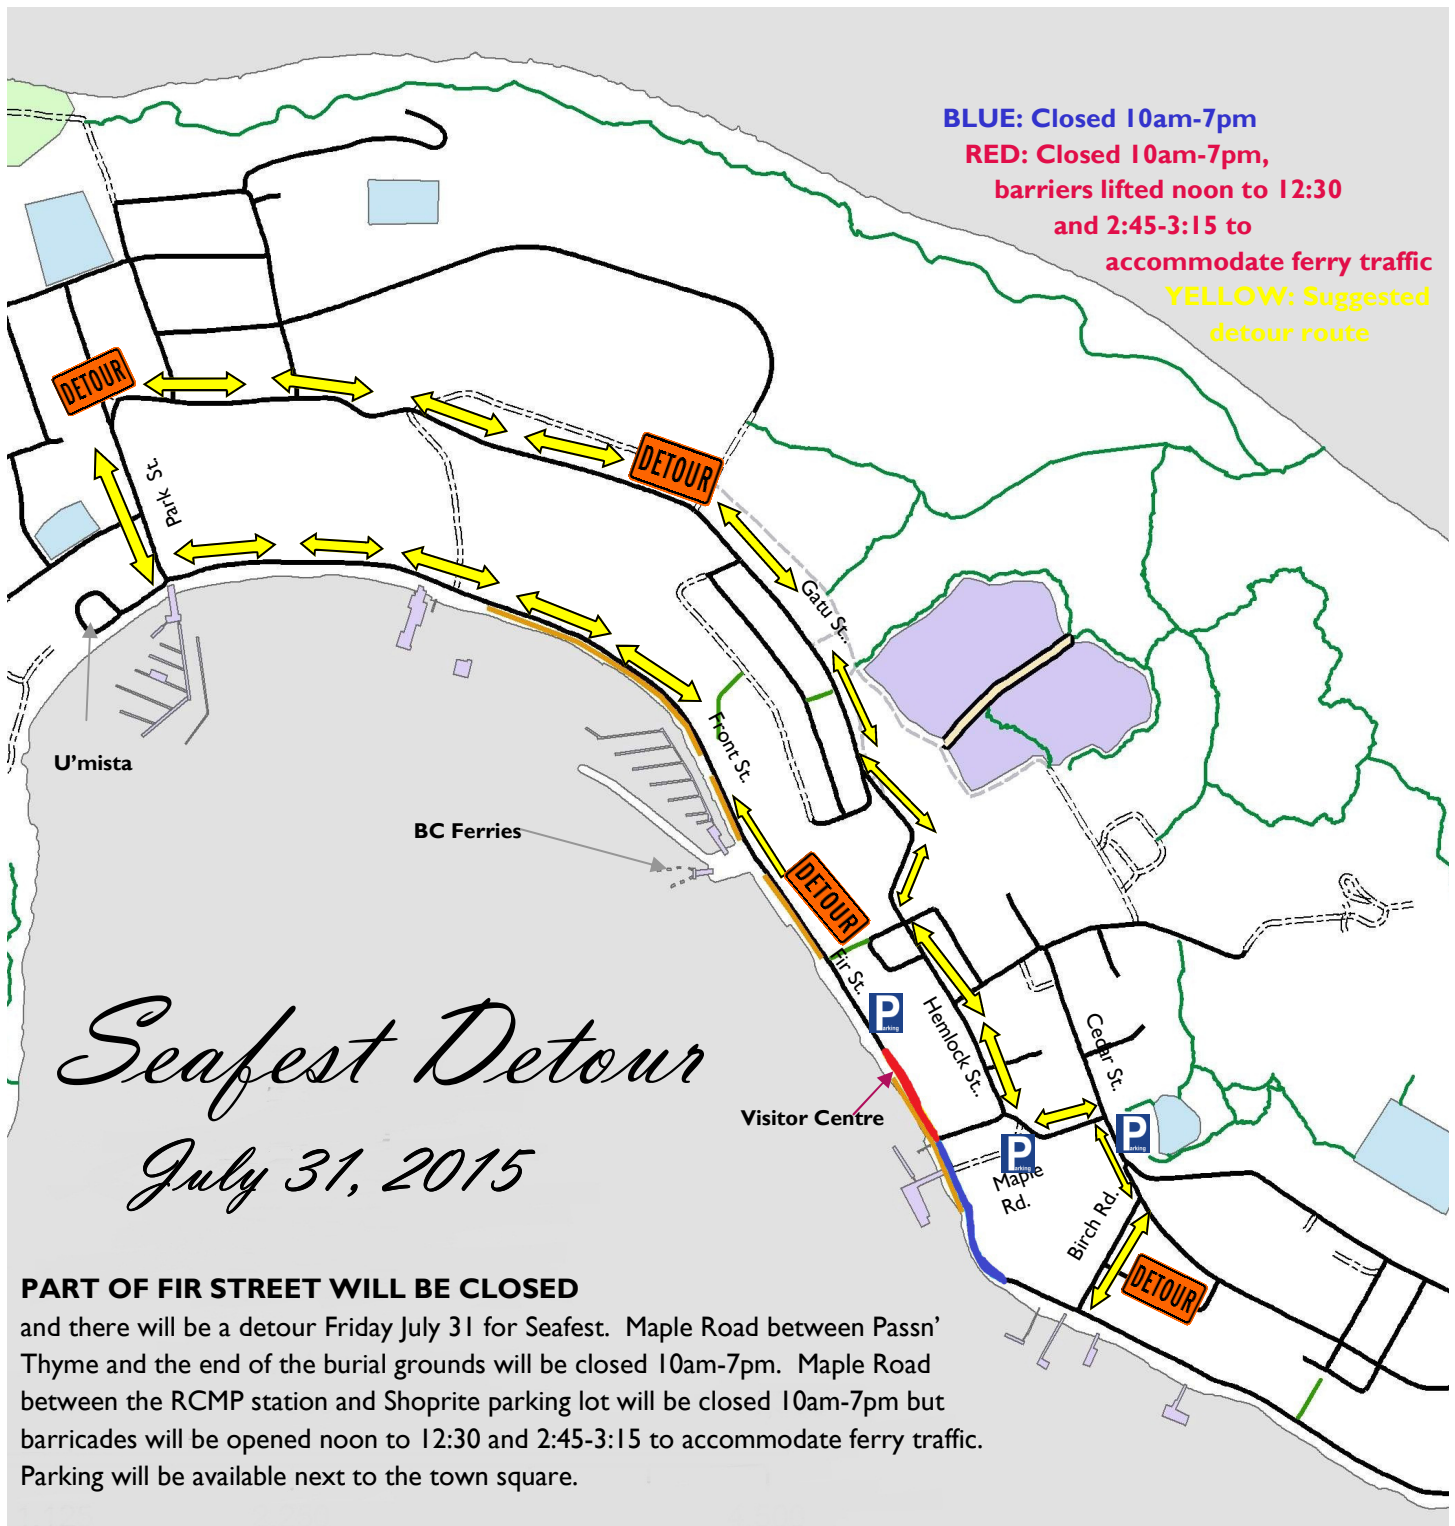 BLUE: Closed 10am-7pm
RED: Closed 10am-7pm,
barriers lifted noon to 12:30
and 2:45-3:15 to
accommodate ferry traffic
YELLOW: Suggested
detour route
DETOUR
DETOUR
Park St.
Gatu St..
U'mista
Front St.
BC Ferries
DETOUR
Fir St.
P
Parking
Hemlock St..
Cedar St.
Seafest Detour
Visitor Centre
P
Parking
P
Parking
July 31, 2015
Maple
Rd.
Birch Rd.
DETOUR
PART OF FIR STREET WILL BE CLOSED
and there will be a detour Friday July 31 for Seafest. Maple Road between Passn'
Thyme and the end of the burial grounds will be closed 10am-7pm. Maple Road
between the RCMP station and Shoprite parking lot will be closed 10am-7pm but
barricades will be opened noon to 12:30 and 2:45-3:15 to accommodate ferry traffic.
Parking will be available next to the town square.